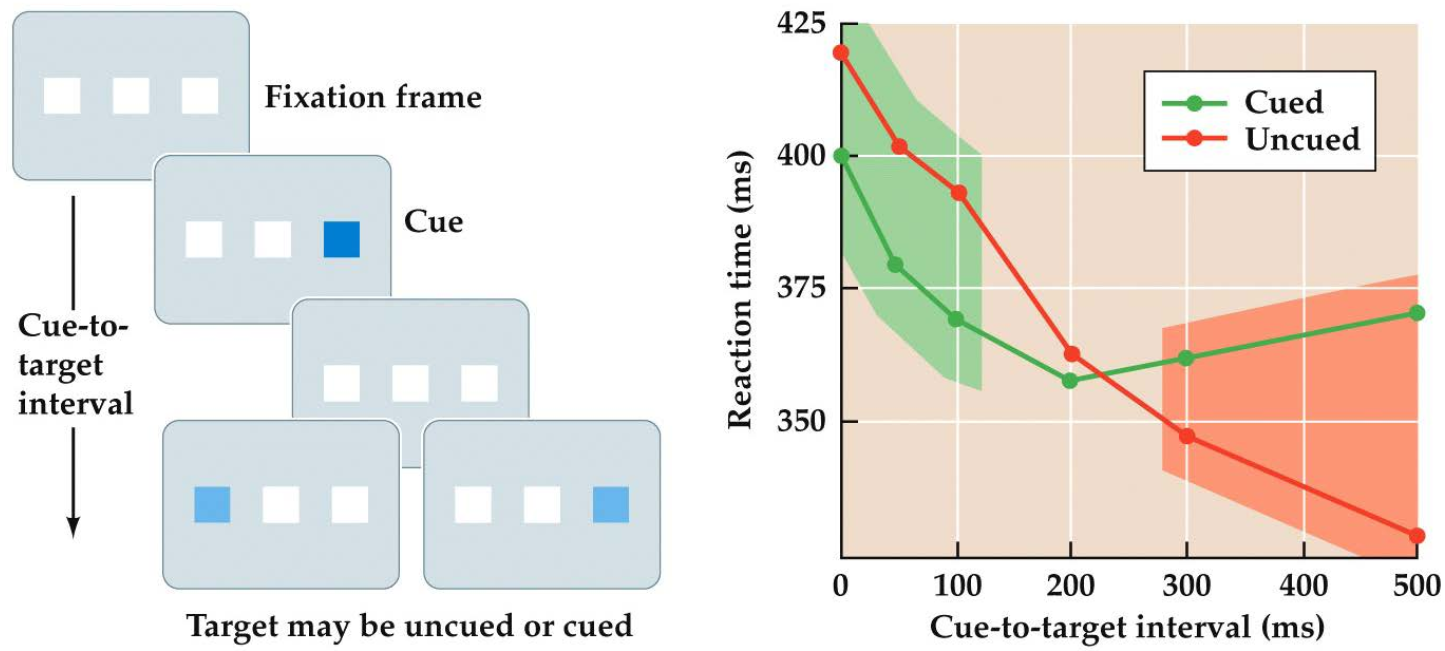 Fixation frame
Cue
Cue-to-
target
interval
Target may be uncued or cued
425
400
375
350
Reaction time (ms)
Cued
Uncued
0 100 200 300 400 500
Cue-to-target interval (ms)